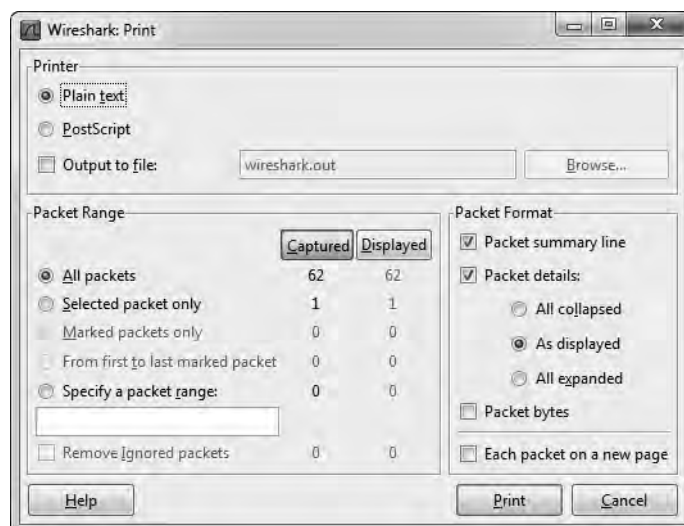 Wireshark: Print
Printer
Plain text
PostScript
Output to file: wireshark.out Browse...
Packet Range
Captured Displayed
All packets 62 62
Selected packet only 1 1
Marked packets only 0 0
From first to last marked packet 0 0
Specify a packet range: 0 0
Remove Ignored packets 0 0
Packet Format
Packet summary line
Packet details:
All collapsed
As displayed
All expanded
Packet bytes
Each packet on a new page
Help Print Cancel